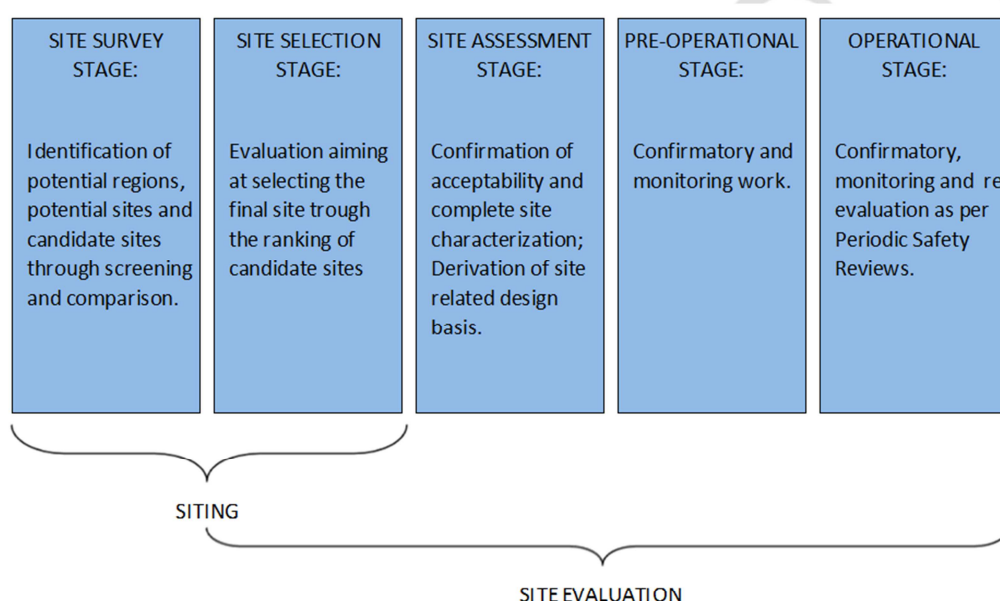 SITE SURVEY
STAGE:
Identification of
potential regions,
potential sites and
candidate sites
through screening
and comparison.
SITE SELECTION
STAGE:
Evaluation aiming
at selecting the
final site trough
the ranking of
candidate sites
SITE ASSESSMENT
STAGE:
Confirmation of
acceptability and
complete site
characterization;
Derivation of site
related design
basis.
PRE-OPERATIONAL
STAGE:
Confirmatory and
monitoring work.
OPERATIONAL
STAGE:
Confirmatory,
monitoring and re
evaluation as per
Periodic Safety
Reviews.
SITING
SITE EVALUATION